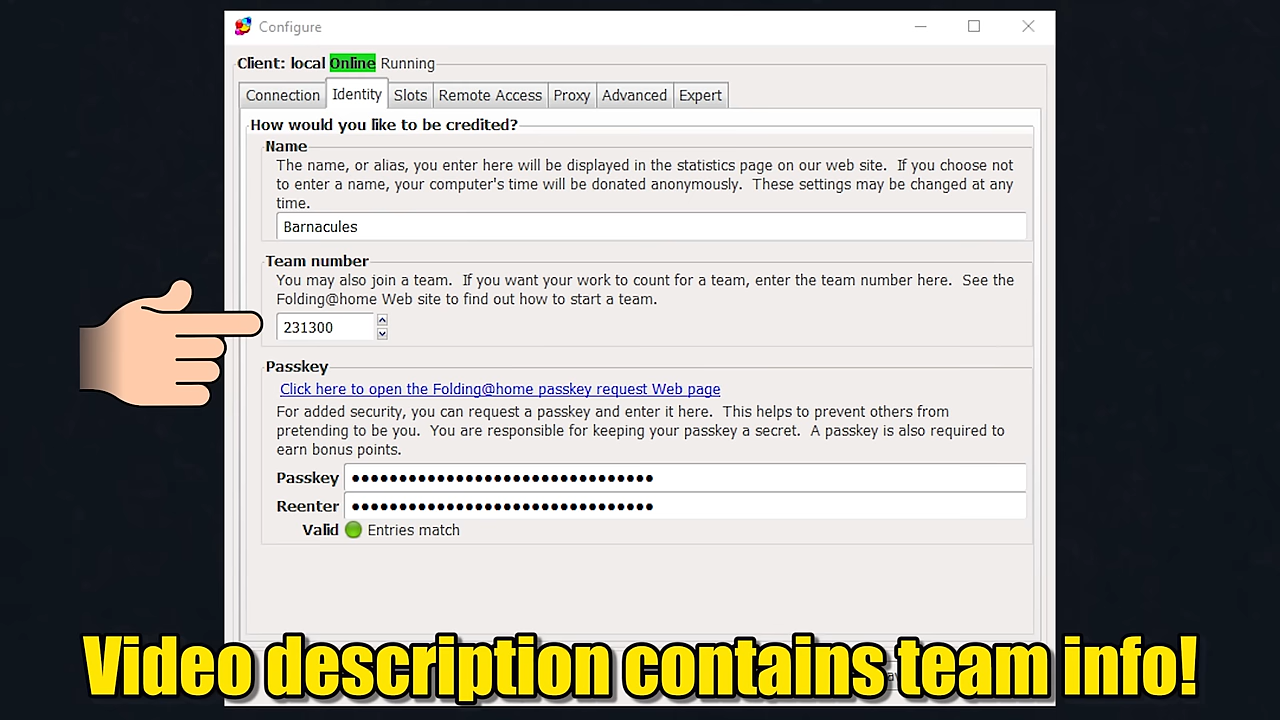 Configure
Client: local Online Running
Connection Identity Slots Remote Access Proxy Advanced Expert
How would you like to be credited?
Name
The name, or alias, you enter here will be displayed in the statistics page on our web site. If you choose not
to enter a name, your computer's time will be donated anonymously. These settings may be changed at any
time.
Barnacules
Team number
You may also join a team. If you want your work to count for a team, enter the team number here. See the
Folding@home Web site to find out how to start a team.
231300
Passkey
Click here to open the Folding@home passkey request Web page
For added security, you can request a passkey and enter it here. This helps to prevent others from
pretending to be you. You are responsible for keeping your passkey a secret. A passkey is also required to
earn bonus points.
Passkey
Reenter
Valid Entries match
Video description contains team info!